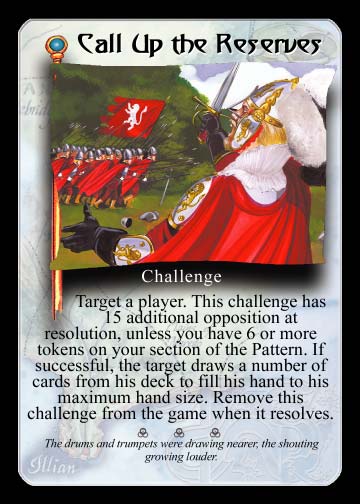 Call Up the Reserves
Challenge
Target a player. This challenge has
15 additional opposition at
resolution, unless you have 6 or more
tokens on your section of the Pattern. If
successful, the target draws a number of
cards from his deck to fill his hand to his
maximum hand size. Remove this
challenge from the game when it resolves.
The drums and trumpets were drawing nearer, the shouting
growing louder.
Illian